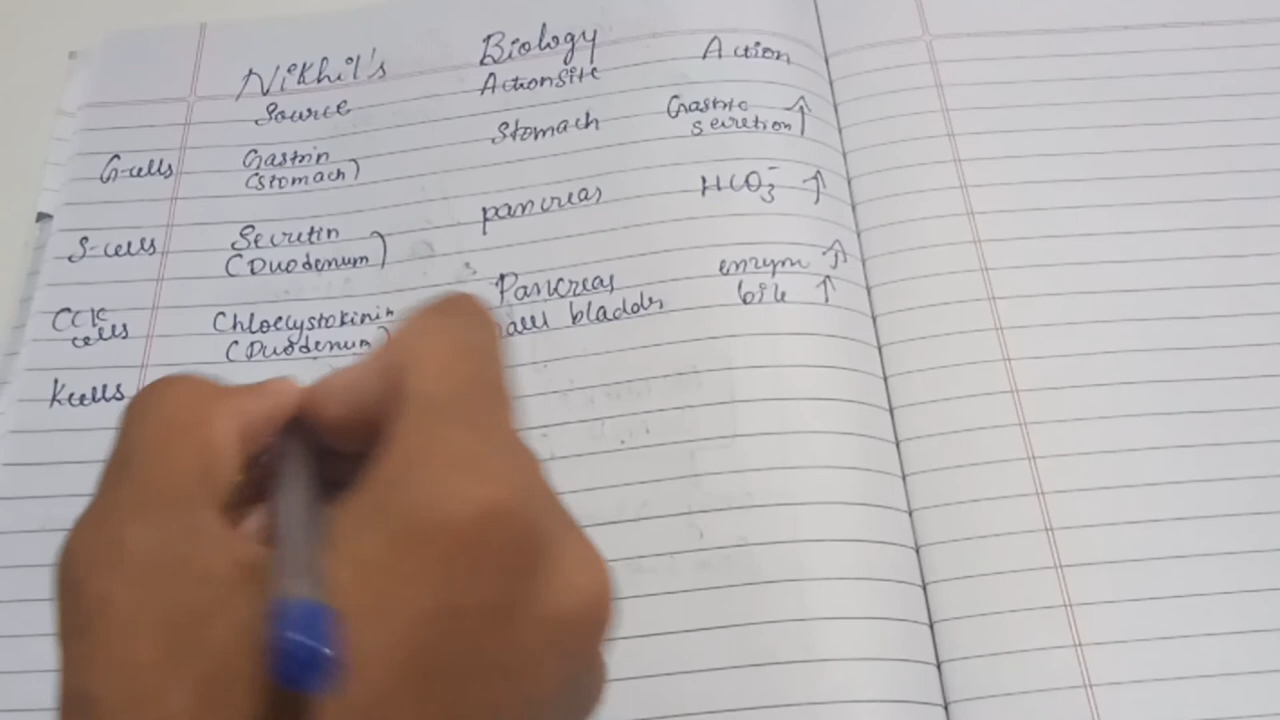 Nikhil's Biology
Source Actionsite Action
G-cells Gastrin Stomach Gastric
(stomach) secretion ↑
S-cells Secretin pancreas HCO3- ↑
(Duodenum)
CCK Chloecystokinin Pancreas enzym ↑
cells (Duodenum) bladder bile ↑
Kcells